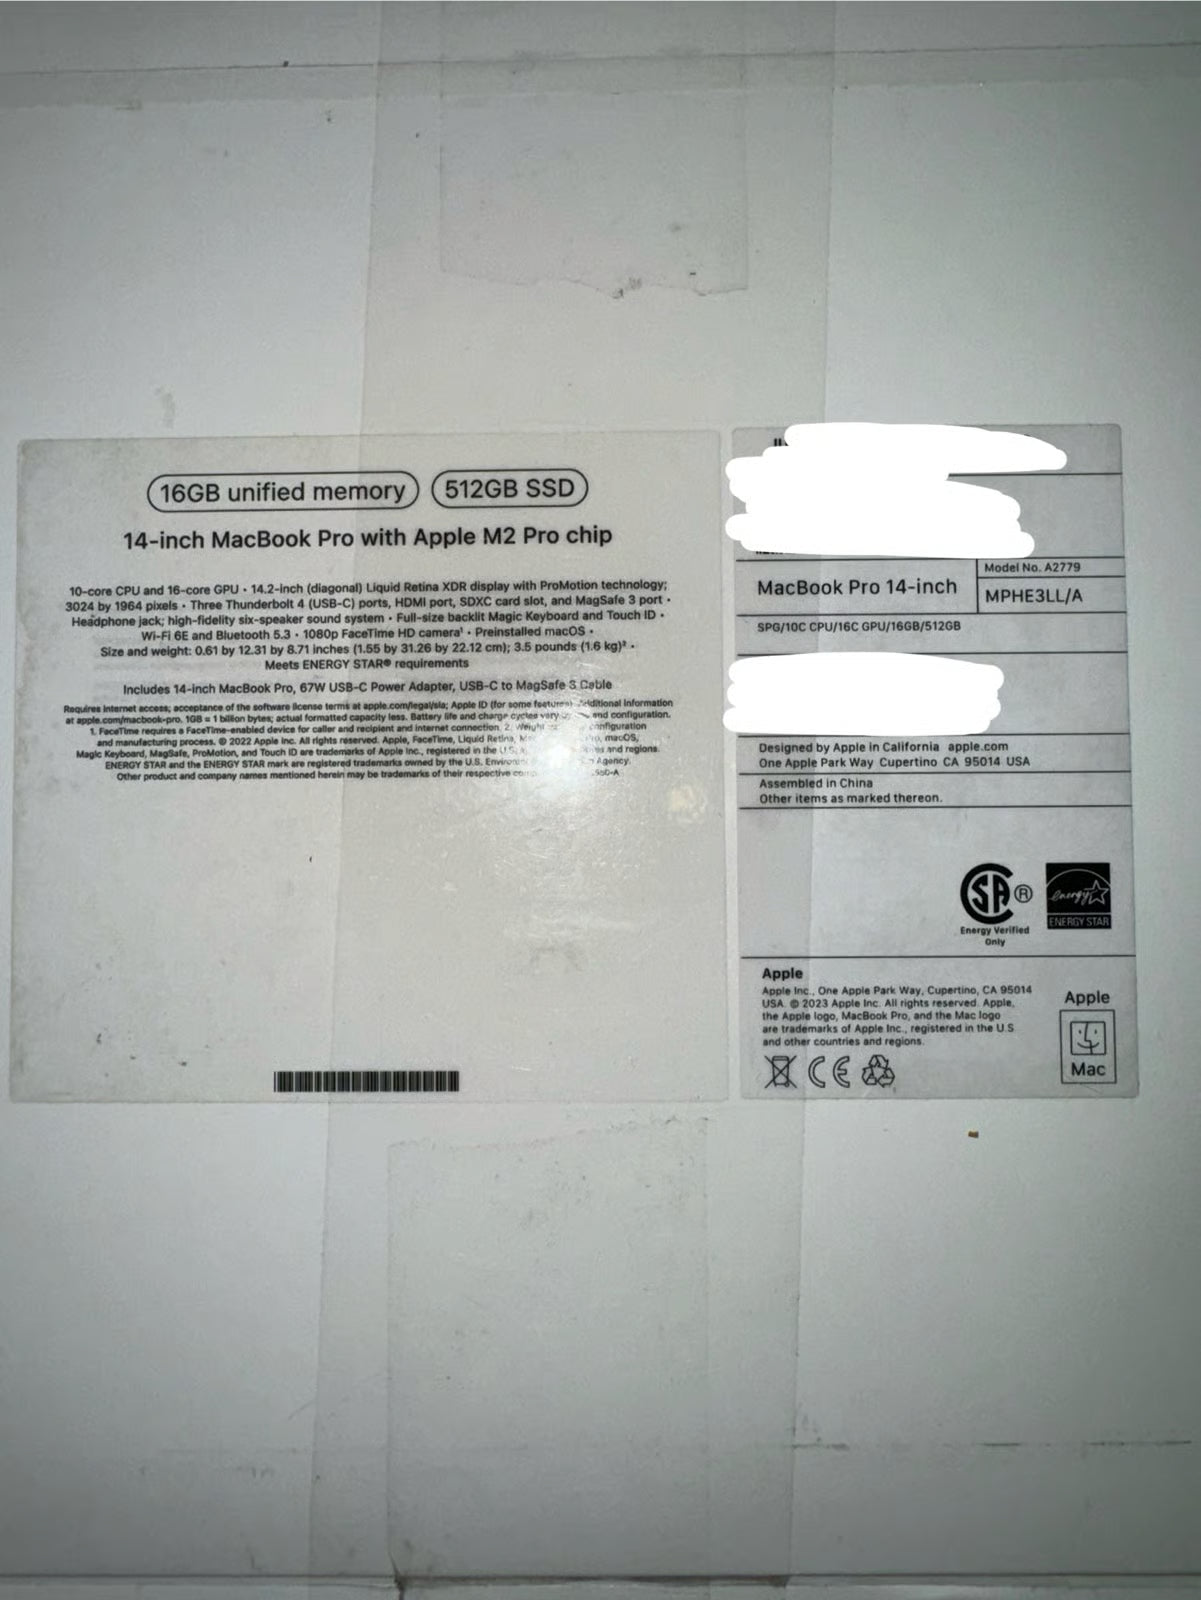 16GB unified memory 512GB SSD
14-inch MacBook Pro with Apple M2 Pro chip
10-core CPU and 16-core GPU • 14.2-inch (diagonal) Liquid Retina XDR display with ProMotion technology;
3024 by 1964 pixels • Three Thunderbolt 4 (USB-C) ports, HDMI port, SDXC card slot, and MagSafe 3 port •
Headphone jack; high-fidelity six-speaker sound system • Full-size backlit Magic Keyboard and Touch ID •
Wi-Fi 6E and Bluetooth 5.3 • 1080p FaceTime HD camera¹ • Preinstalled macOS •
Size and weight: 0.61 by 12.31 by 8.71 inches (1.55 by 31.26 by 22.12 cm); 3.5 pounds (1.6 kg)² •
Meets ENERGY STAR® requirements
Includes 14-inch MacBook Pro, 67W USB-C Power Adapter, USB-C to MagSafe 3 Cable
Requires internet access; acceptance of the software license terms at apple.com/legal/sla; Apple ID (for some features). Additional information
at apple.com/macbook-pro. 1GB = 1 billion bytes; actual formatted capacity less. Battery life and charge cycles vary and configuration.
1. FaceTime requires a FaceTime-enabled device for caller and recipient and internet connection. 2. Weight configuration
and manufacturing process. © 2022 Apple Inc. All rights reserved. Apple, FaceTime, Liquid Retina, macOS,
Magic Keyboard, MagSafe, ProMotion, and Touch ID are trademarks of Apple Inc., registered in the U.S. and regions.
ENERGY STAR and the ENERGY STAR mark are registered trademarks owned by the U.S. Agency.
Other product and company names mentioned herein may be trademarks of their respective
MacBook Pro 14-inch
Model No. A2779
MPHE3LL/A
SPG/10C CPU/16C GPU/16GB/512GB
Designed by Apple in California apple.com
One Apple Park Way Cupertino CA 95014 USA
Assembled in China
Other items as marked thereon.
SA ®
Energy Verified
Only
energy
ENERGY STAR
Apple
Apple Inc., One Apple Park Way, Cupertino, CA 95014
USA. © 2023 Apple Inc. All rights reserved. Apple,
the Apple logo, MacBook Pro, and the Mac logo
are trademarks of Apple Inc., registered in the U.S.
and other countries and regions.
CE
Apple
Mac